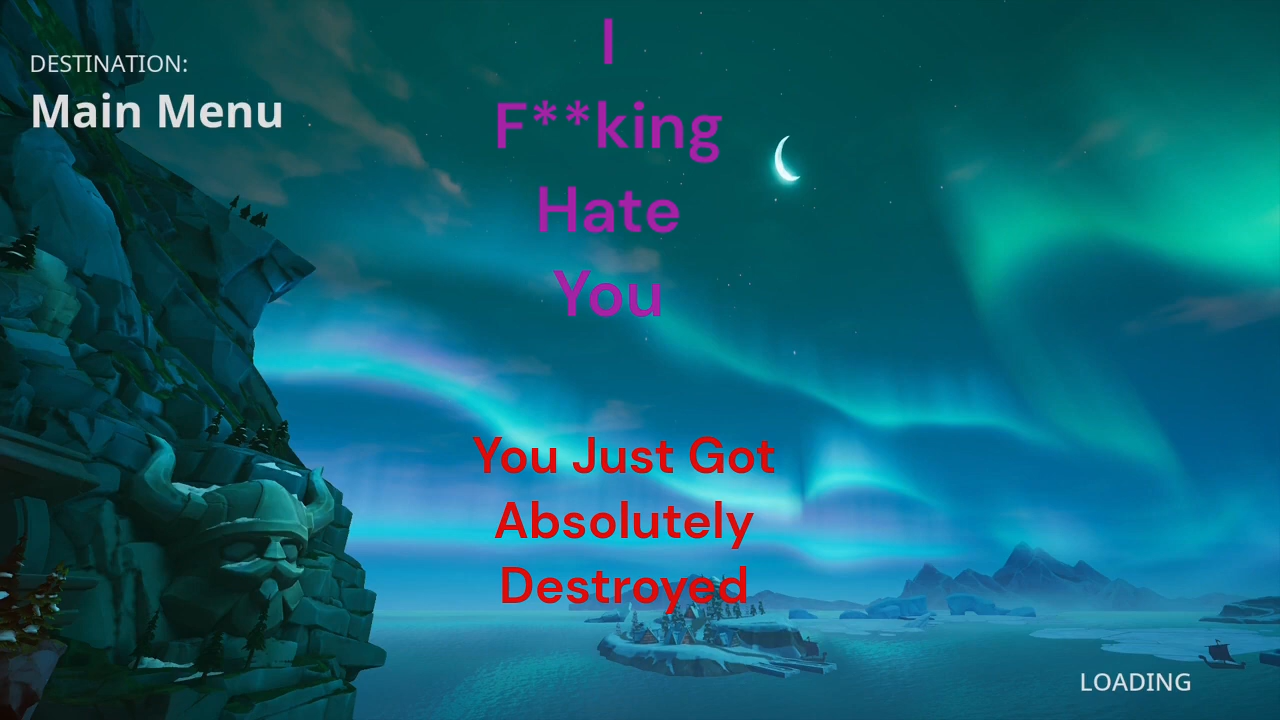 DESTINATION:
Main Menu
I
F**king
Hate
You
You Just Got
Absolutely
Destroyed
LOADING